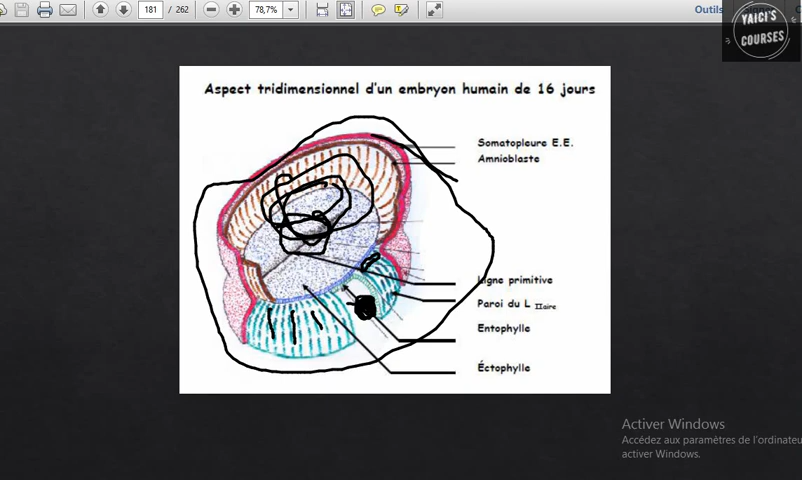 181 / 262
78,7%
Outils
YAICI'S
COURSES
Aspect tridimensionnel d'un embryon humain de 16 jours
Somatopleure E.E.
Amnioblaste
Ligne primitive
Paroi du L IIaire
Entophylle
Éctophylle
Activer Windows
Accédez aux paramètres de l'ordinateu
activer Windows.